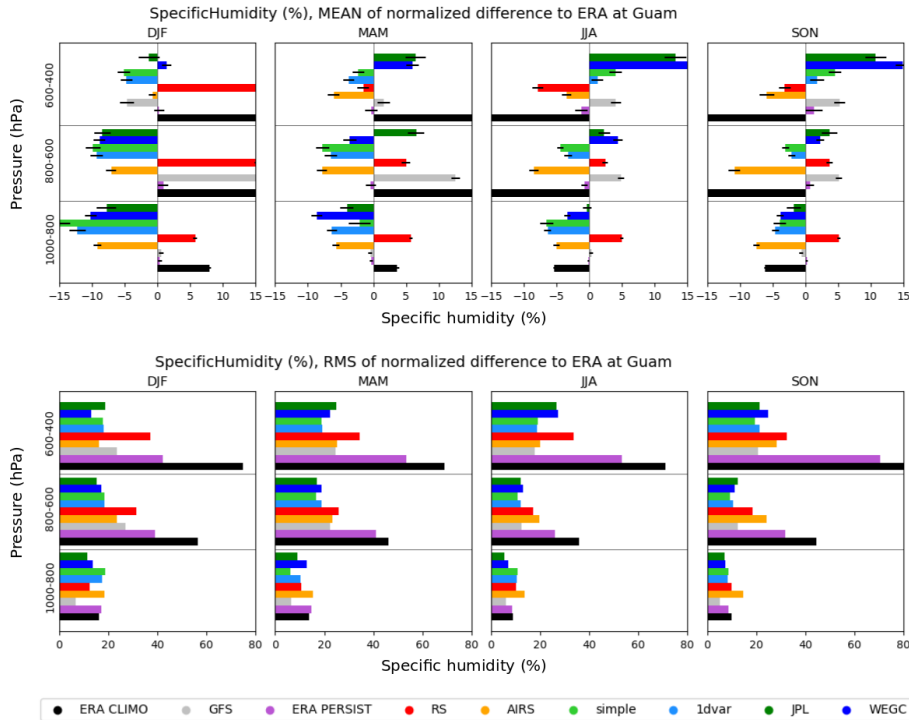 SpecificHumidity (%), MEAN of normalized difference to ERA at Guam
DJF MAM JJA SON
Pressure (hPa)
600-400
800-600
1000-800
−15 −10 −5 0 5 10 15 −15 −10 −5 0 5 10 15 −15 −10 −5 0 5 10 15 −15 −10 −5 0 5 10 15
Specific humidity (%) Specific humidity (%)
SpecificHumidity (%), RMS of normalized difference to ERA at Guam
DJF MAM JJA SON
Pressure (hPa)
600-400
800-600
1000-800
0 20 40 60 80 0 20 40 60 80 0 20 40 60 80 0 20 40 60 80
Specific humidity (%) Specific humidity (%)
ERA CLIMO GFS ERA PERSIST RS AIRS simple 1dvar JPL WEGC